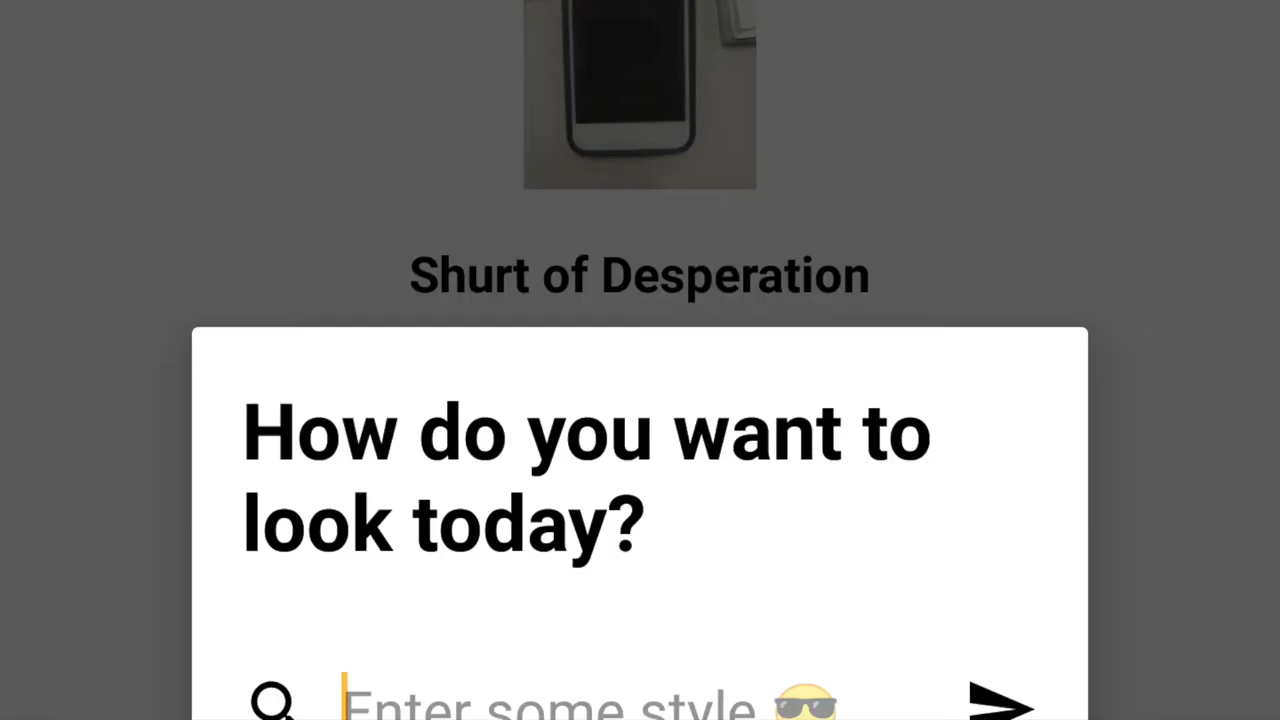 Shurt of Desperation
How do you want to
look today?
Enter some style 😎